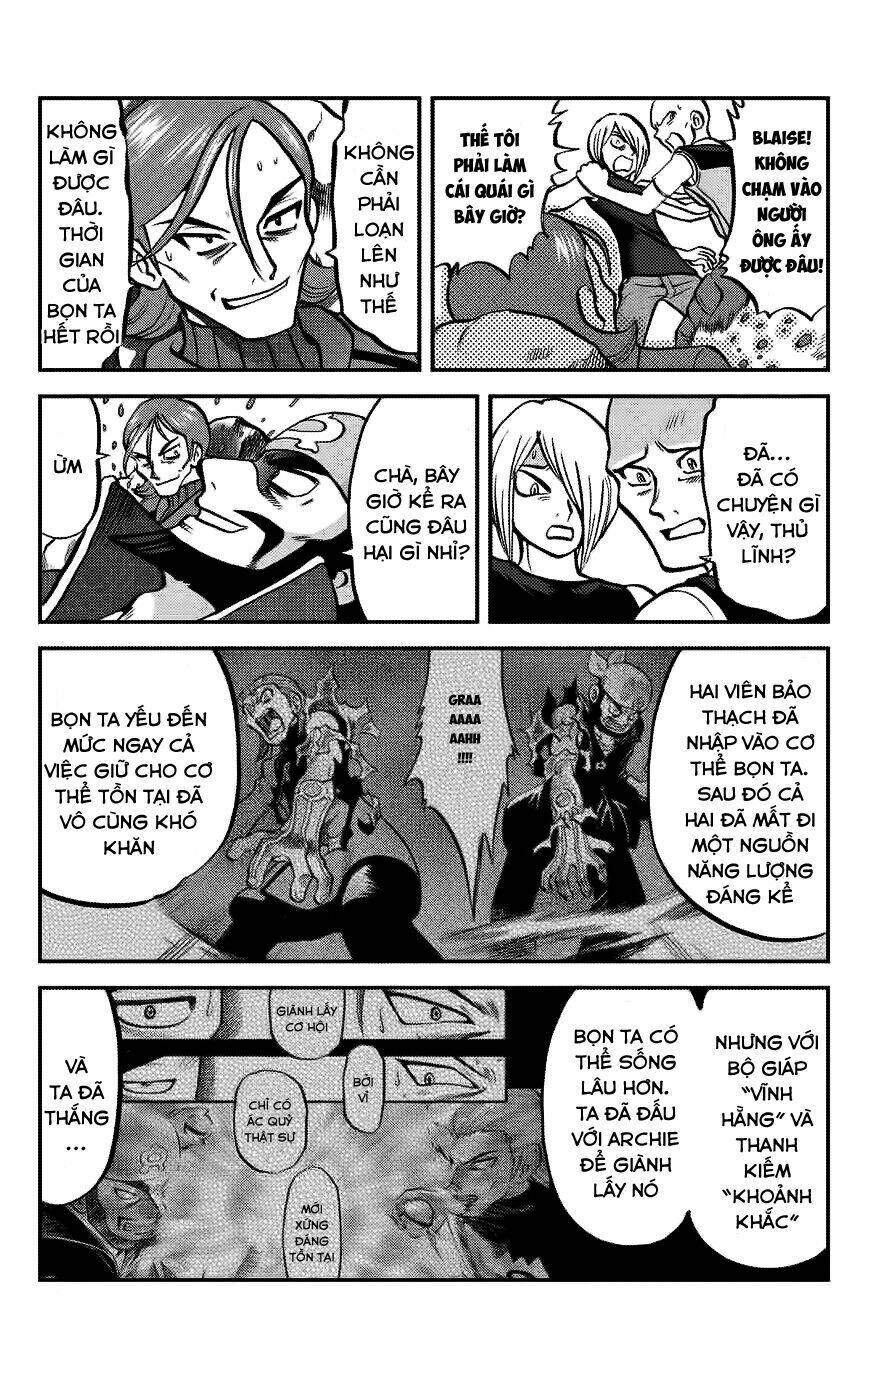 BLAISE!
KHÔNG
CHẠM VÀO
NGƯỜI
ÔNG ẤY
ĐƯỢC ĐÂU!
THẾ TÔI
PHẢI LÀM
CÁI QUÁI GÌ
BÂY GIỜ?
KHÔNG
CẦN
PHẢI
LOẠN
LÊN
NHƯ
THẾ
KHÔNG
LÀM GÌ
ĐƯỢC
ĐÂU.
THỜI
GIAN
CỦA
BỌN TA
HẾT RỒI
ĐÃ...
ĐÃ CÓ
CHUYỆN GÌ
VẬY, THỦ
LĨNH?
CHÀ, BÂY
GIỜ KỂ RA
CŨNG ĐÂU
HẠI GÌ NHỈ?
ỪM
HAI VIÊN BẢO
THẠCH ĐÃ
NHẬP VÀO CƠ
THỂ BỌN TA.
SAU ĐÓ CẢ
HAI ĐÃ MẤT ĐI
MỘT NGUỒN
NĂNG LƯỢNG
ĐÁNG KỂ
GRAA
AAAA
AAHH
!!!!
BỌN TA YẾU ĐẾN
MỨC NGAY CẢ
VIỆC GIỮ CHO CƠ
THỂ TỒN TẠI ĐÃ
VÔ CÙNG KHÓ
KHĂN
NHƯNG VỚI
BỘ GIÁP
“VĨNH
HẰNG” VÀ
THANH
KIẾM
“KHOẢNH
KHẮC”
BỌN TA CÓ
THỂ SỐNG
LÂU HƠN.
TA ĐÃ ĐẤU
VỚI ARCHIE
ĐỂ GIÀNH
LẤY NÓ
GIÀNH LẤY
CƠ HỘI
BỞI
VÌ
CHỈ CÓ
ÁC QUỶ
THẬT SỰ
MỚI
XỨNG
ĐÁNG
TỒN TẠI
VÀ
TA ĐÃ
THẮNG
...